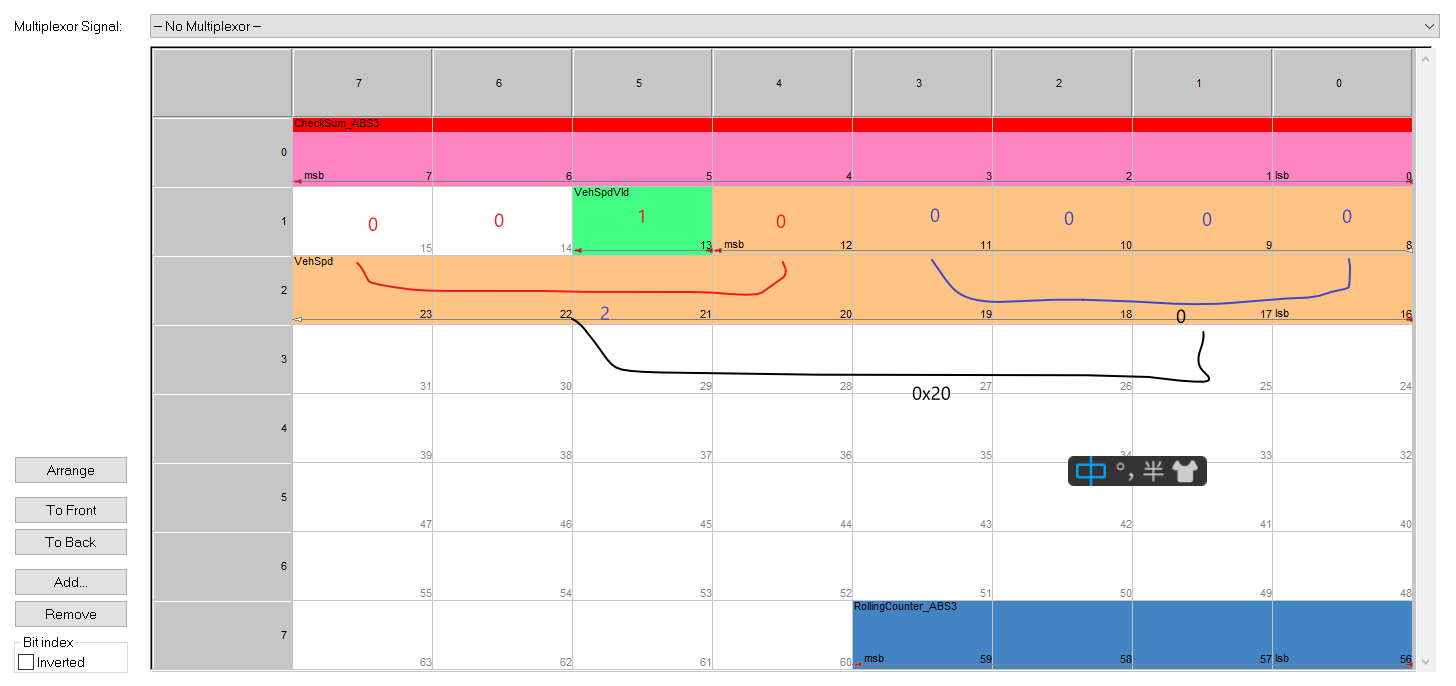 Multiplexor Signal: -- No Multiplexor --
7 6 5 4 3 2 1 0
CheckSum_ABS3
0
msb 7 6 5 4 3 2 1 lsb 0
VehSpdVld
1 0 0 1 0 0 0 0 0
15 14 13 msb 12 11 10 9 8
VehSpd
2
23 22 2 21 20 19 18 0 17 lsb 16
3
31 30 29 28 27 26 25 24
0x20
4
39 38 37 36 35 34 33 32
Arrange
中 °, 半
5
To Front
47 46 45 44 43 42 41 40
To Back
6
Add...
55 54 53 52 51 50 49 48
RollingCounter_ABS3
Remove
7
Bit index
Inverted
63 62 61 60 msb 59 58 57 lsb 56